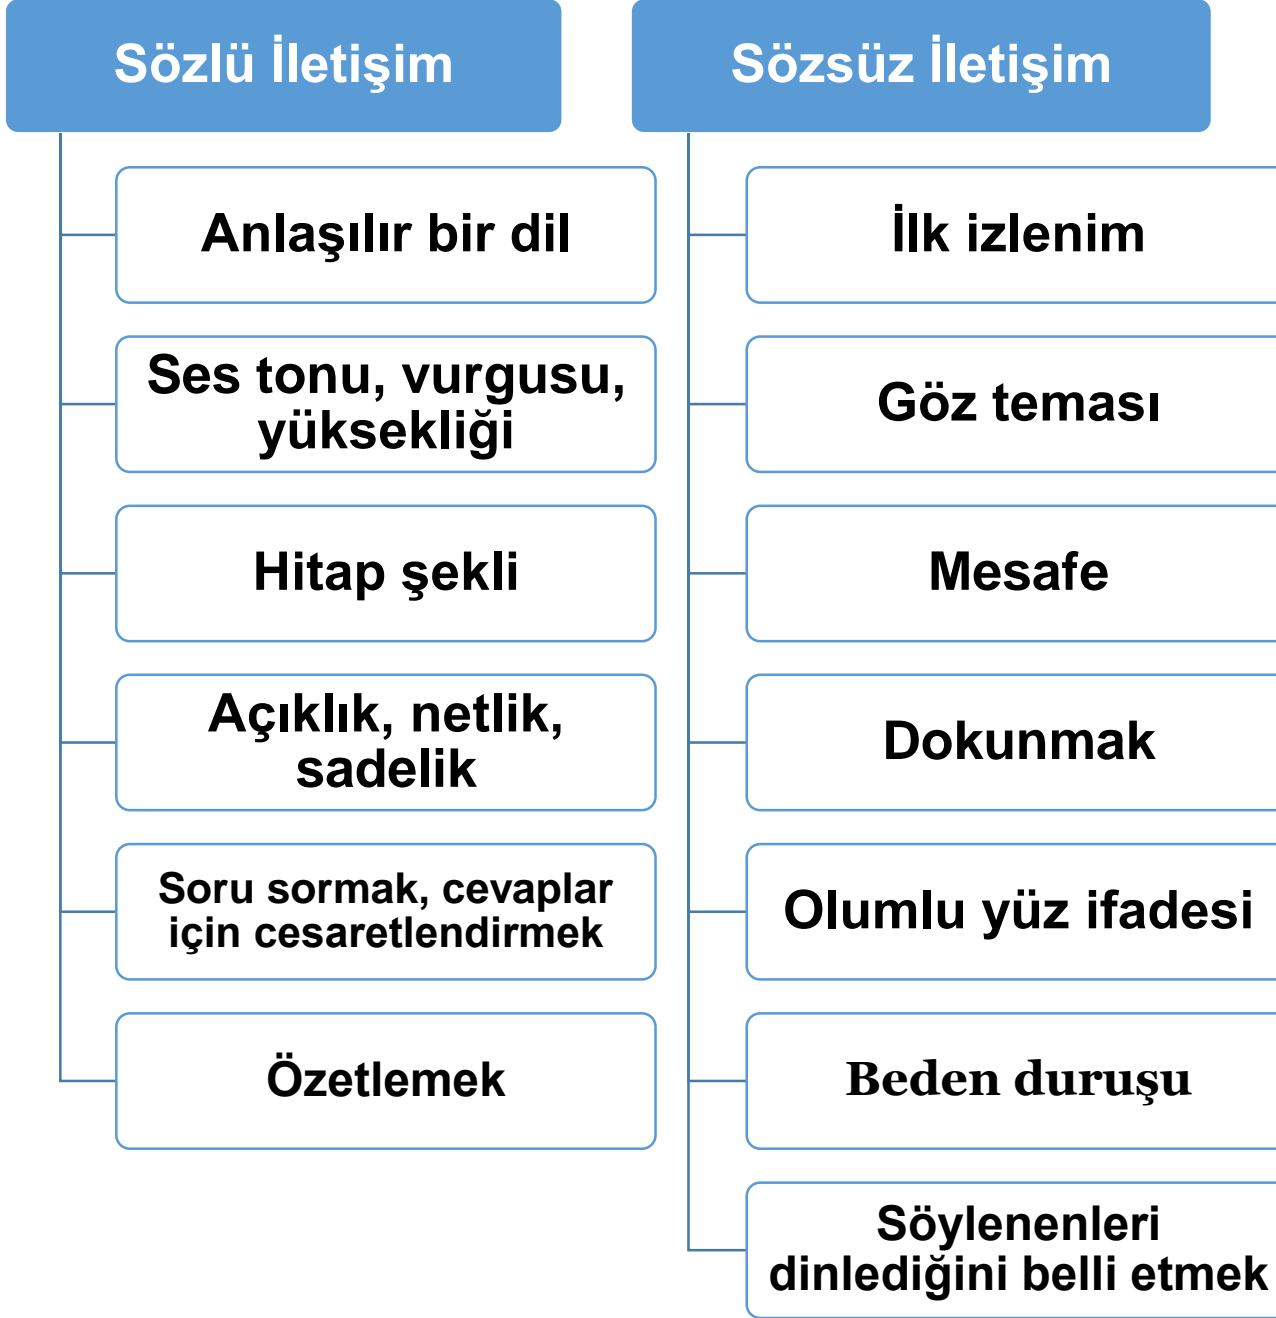 Sözlü İletişim
Anlaşılır bir dil
Ses tonu, vurgusu,
yüksekliği
Hitap şekli
Açıklık, netlik,
sadelik
Soru sormak, cevaplar
için cesaretlendirmek
Özetlemek
Sözsüz İletişim
İlk izlenim
Göz teması
Mesafe
Dokunmak
Olumlu yüz ifadesi
Beden duruşu
Söylenenleri
dinlediğini belli etmek